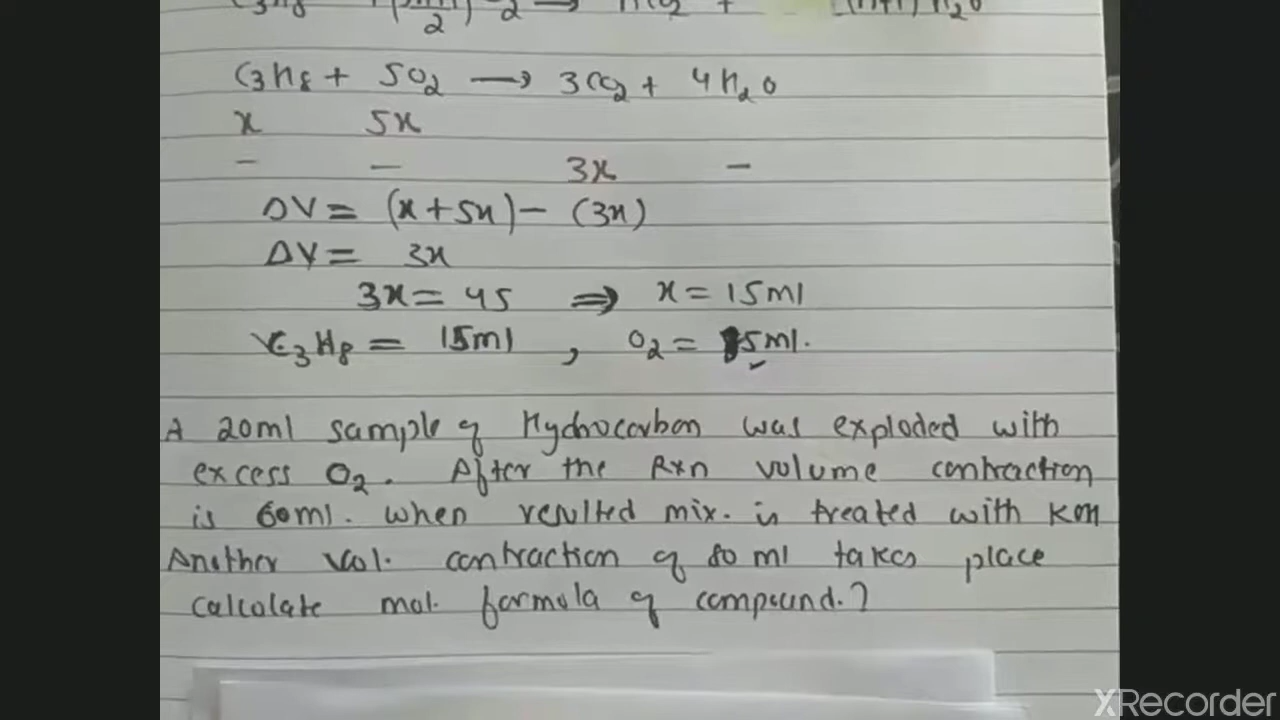 C3H8 + 5O2 → 3CO2 + 4H2O
x 5x
– – 3x –
ΔV = (x + 5x) – (3x)
ΔV = 3x
3x = 45 ⇒ x = 15ml
C3H8 = 15ml , O2 = 75ml.
A 20ml sample of Hydrocarbon was exploded with
excess O2. After the Rxn volume contraction
is 60ml. when resulted mix. is treated with KOH
Another Vol. contraction of 80 ml takes place
calculate mol. formula of compound.?
XRecorder